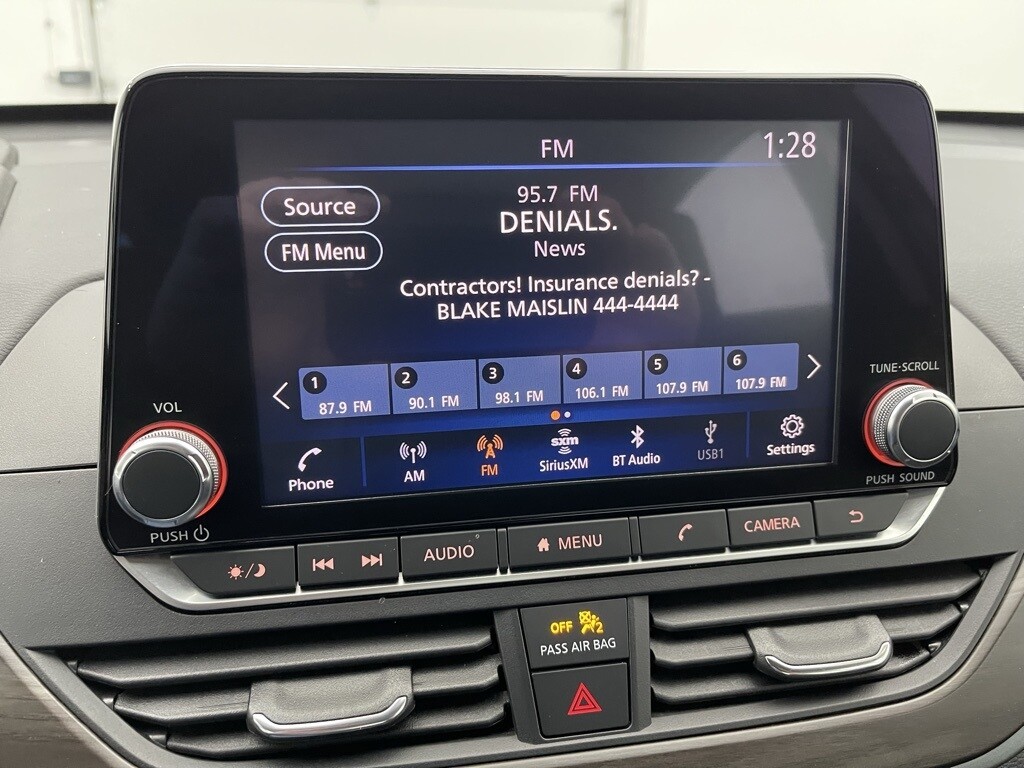 FM
1:28
Source
FM Menu
95.7 FM
DENIALS.
News
Contractors! Insurance denials? -
BLAKE MAISLIN 444-4444
1
87.9 FM
2
90.1 FM
3
98.1 FM
4
106.1 FM
5
107.9 FM
6
107.9 FM
Phone
AM
FM
sxm
SiriusXM
BT Audio
USB1
Settings
VOL
PUSH
TUNE·SCROLL
PUSH SOUND
AUDIO
MENU
CAMERA
OFF 2
PASS AIR BAG